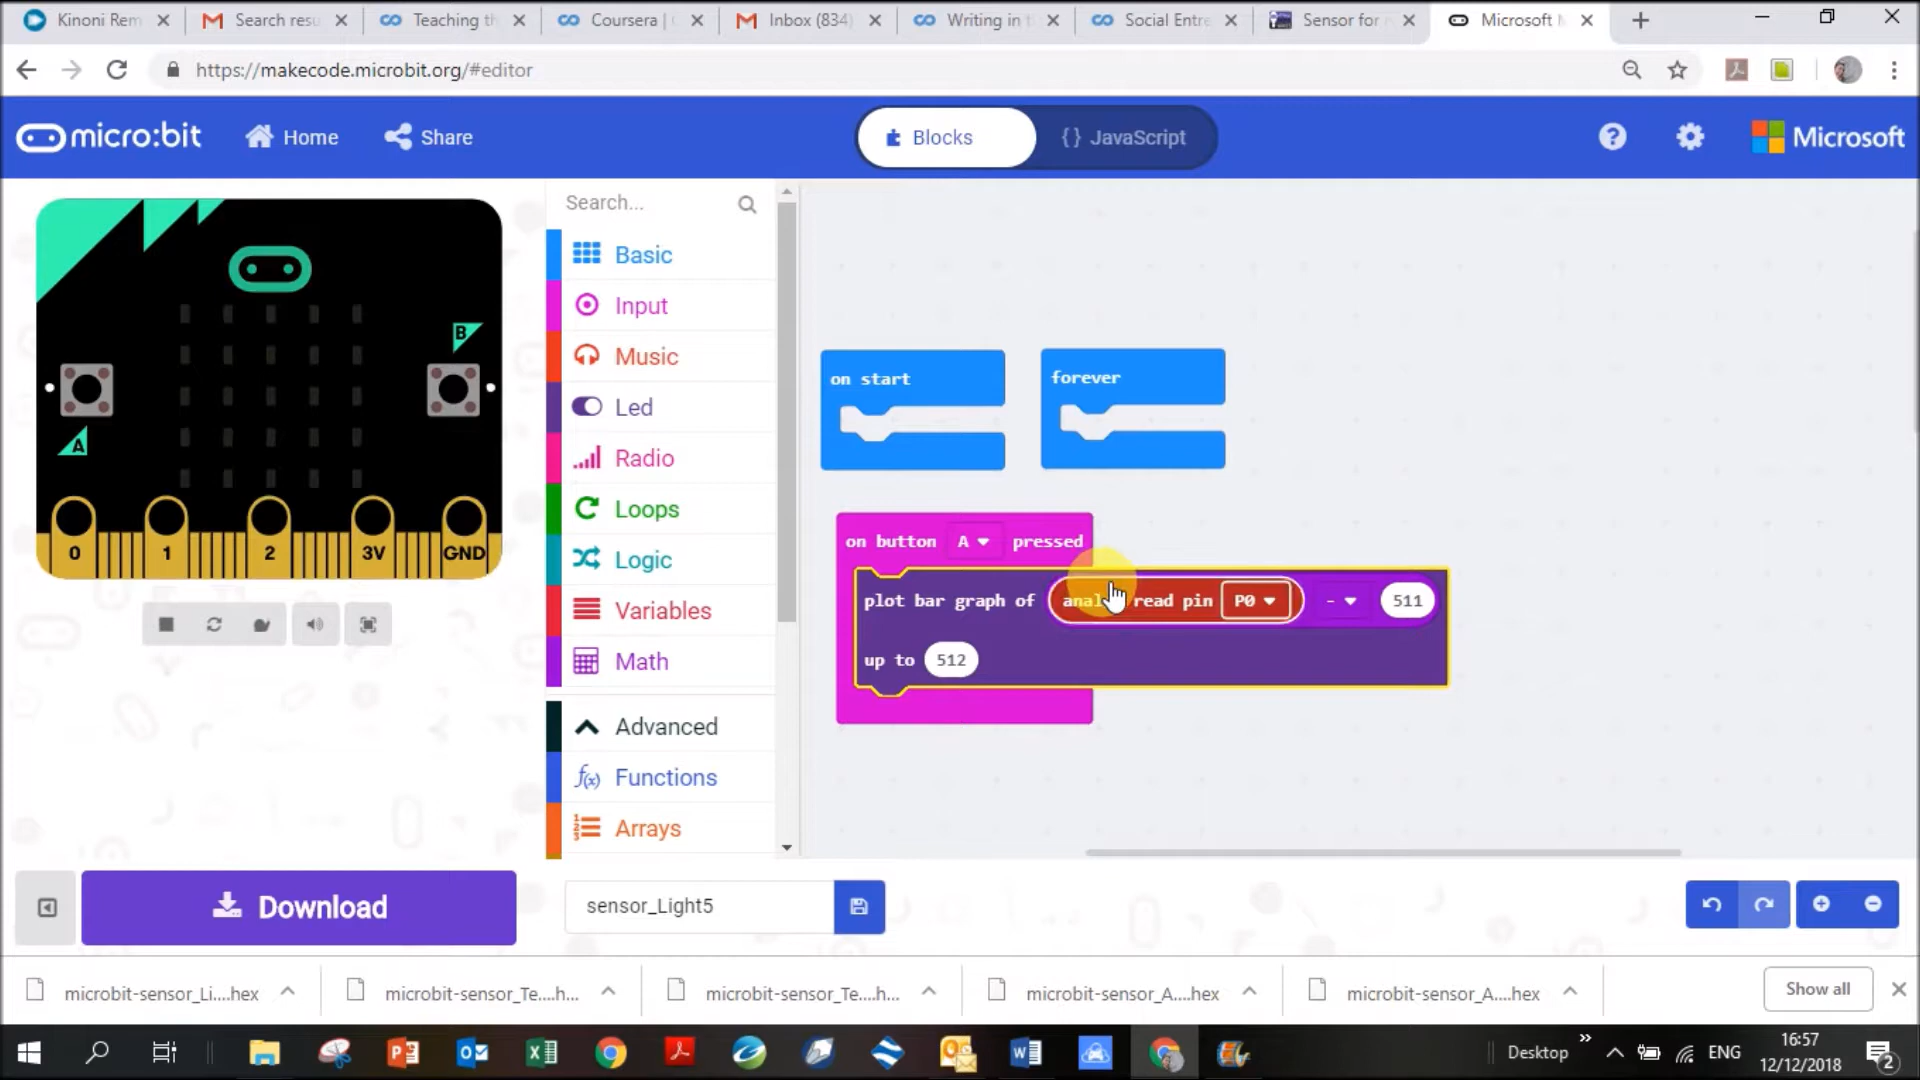 Kinoni Rem
Search resu
Teaching th
Coursera |
Inbox (834)
Writing in t
Social Entre
Sensor for
Microsoft
https://makecode.microbit.org/#editor
micro:bit
Home
Share
Blocks
{} JavaScript
Microsoft
B
A
0
1
2
3V
GND
Search...
Basic
Input
Music
Led
Radio
Loops
Logic
Variables
Math
Advanced
f(x) Functions
Arrays
on start
forever
on button A pressed
plot bar graph of read pin P0 - 511
up to 512
Download
sensor_Light5
microbit-sensor_Li....hex
microbit-sensor_Te....h...
microbit-sensor_Te....h...
microbit-sensor_A....hex
microbit-sensor_A....hex
Show all
Desktop
ENG
16:57
12/12/2018
2